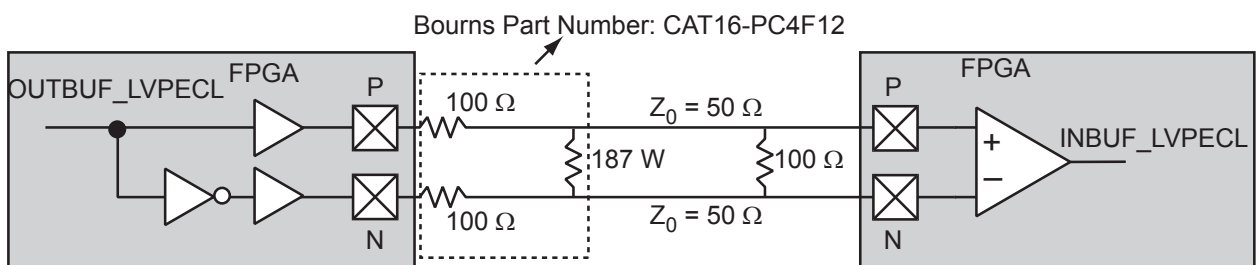 Bourns Part Number: CAT16-PC4F12
OUTBUF_LVPECL
FPGA
P
100 Ω
Z0 = 50 Ω
187 W
100 Ω
FPGA
P
+
−
INBUF_LVPECL
N
100 Ω
Z0 = 50 Ω
N